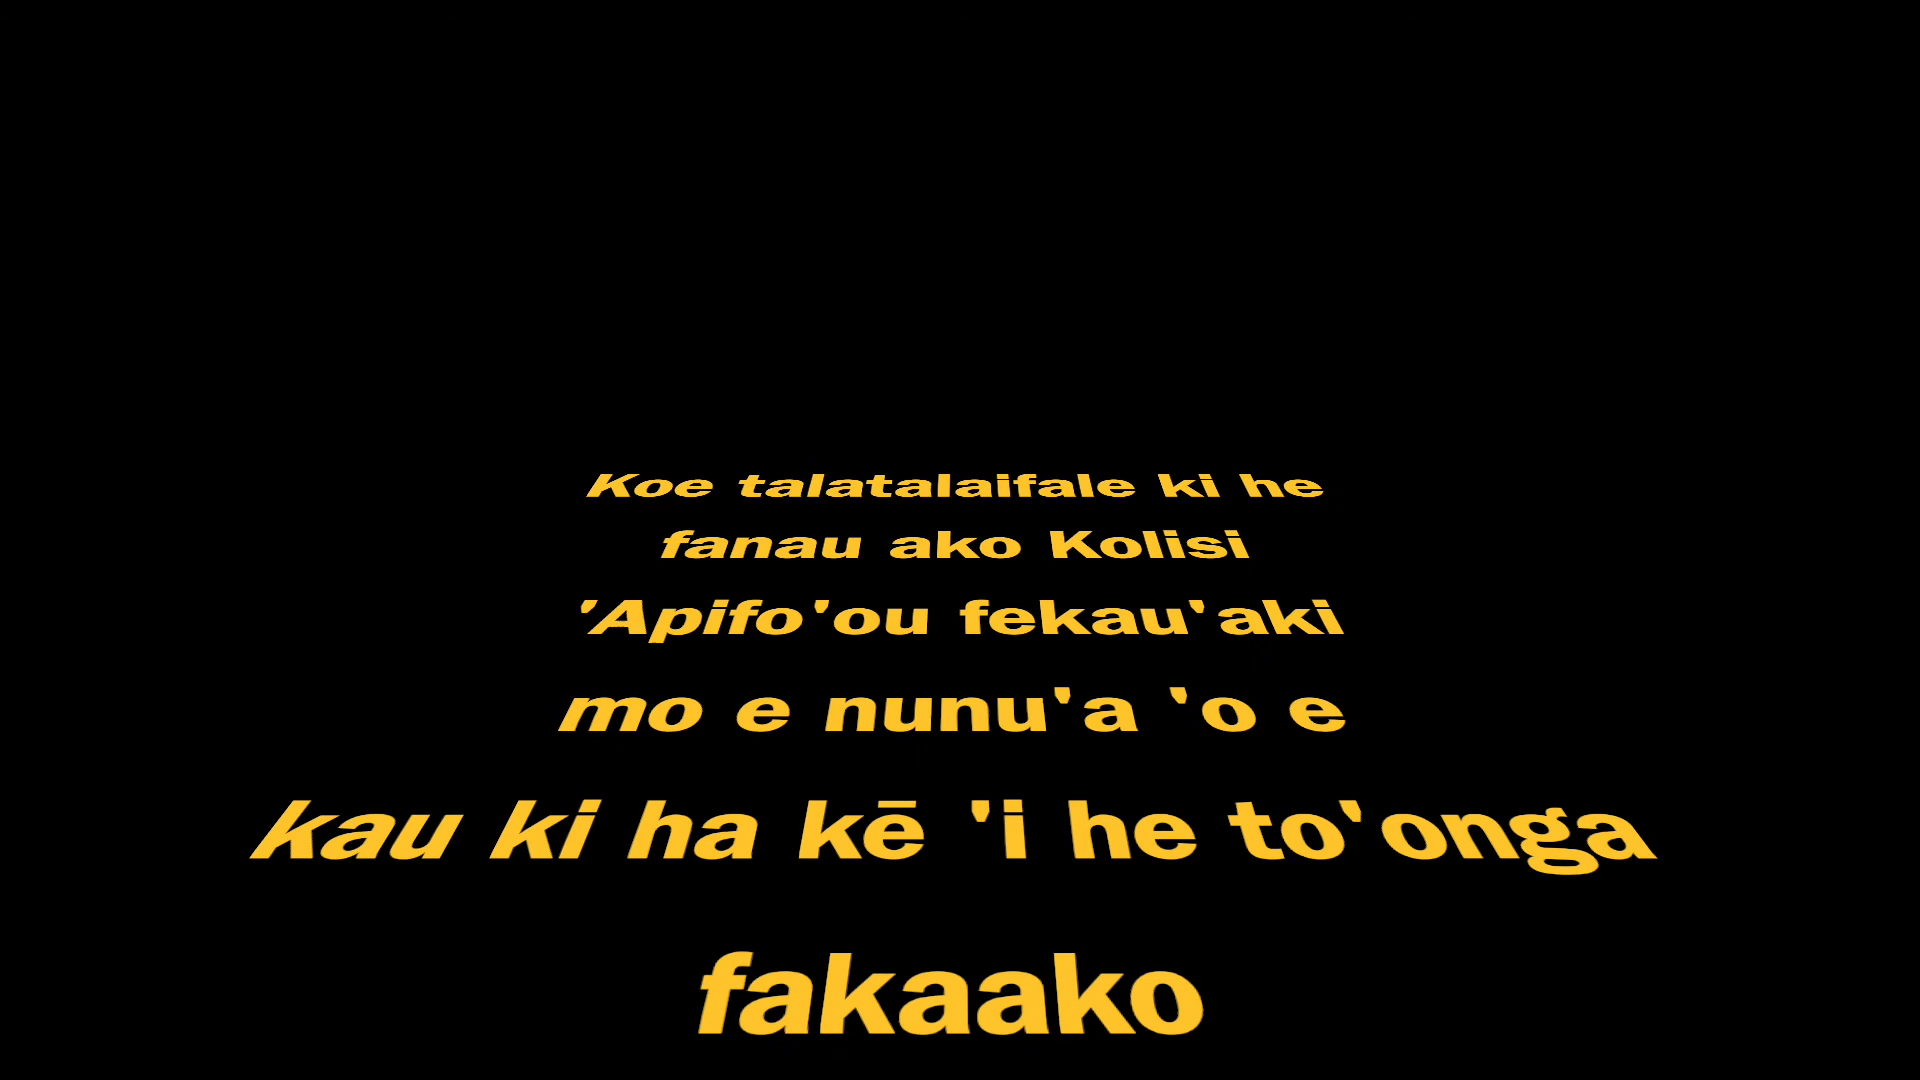 Koe talatalaifale ki he
fanau ako Kolisi
'Apifo'ou fekau'aki
mo e nunu'a 'o e
kau ki ha kē 'i he to'onga
fakaako